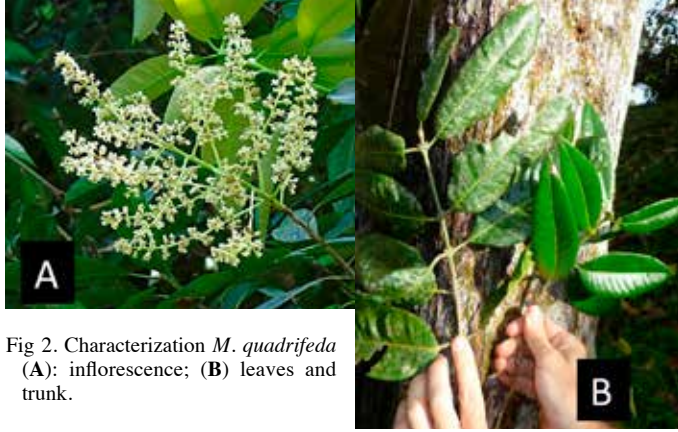 A
B
Fig 2. Characterization M. quadrifeda
(A): inflorescence; (B) leaves and
trunk.